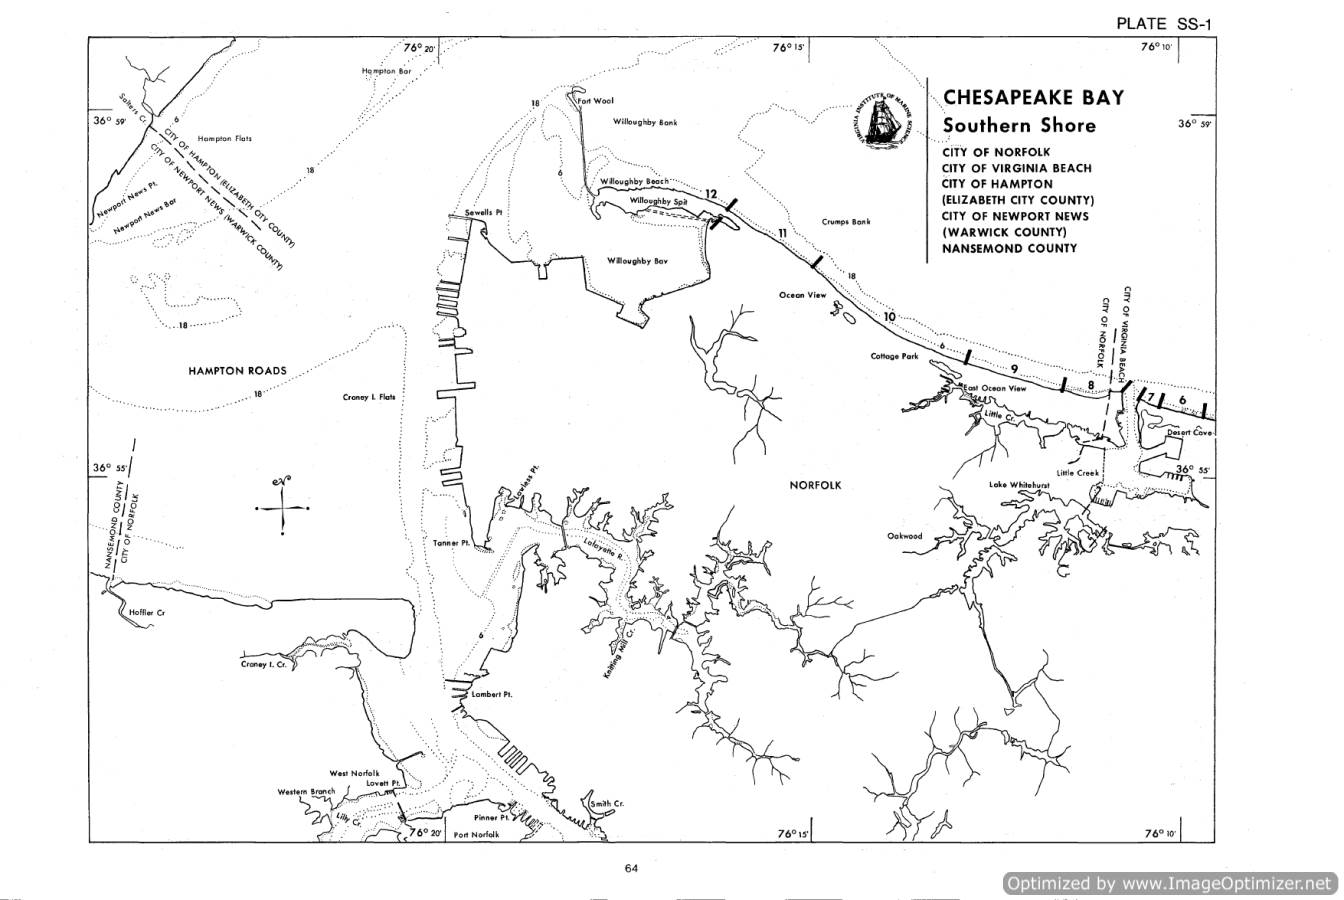 PLATE SS-1
76° 20'
76° 15'
76° 10'
Hampton Bar
18
Fort Wool
Willoughby Bank
VIRGINIA INSTITUTE OF MARINE SCIENCE
CHESAPEAKE BAY
Southern Shore
CITY OF NORFOLK
CITY OF VIRGINIA BEACH
CITY OF HAMPTON
(ELIZABETH CITY COUNTY)
CITY OF NEWPORT NEWS
(WARWICK COUNTY)
NANSEMOND COUNTY
36° 59'
36° 59'
Salters Cr.
6
Hampton Flats
CITY OF HAMPTON (ELIZABETH CITY COUNTY)
CITY OF NEWPORT NEWS (WARWICK COUNTY)
18
6
Newport News Pt.
Newport News Bar
Willoughby Beach
12
Willoughby Spit
Sewells Pt
Crumps Bank
11
Willoughby Bay
18
Ocean View
10
18
HAMPTON ROADS
18
Craney I. Flats
6
Cottage Park
9
8
CITY OF NORFOLK
CITY OF VIRGINIA BEACH
7
6
East Ocean View
Little Cr.
Desert Cove
36° 55'
36° 55'
Little Creek
Lake Whitehurst
NORFOLK
Lawless Pt.
NANSEMOND COUNTY
CITY OF NORFOLK
N
Tanner Pt.
Lafayette R.
Oakwood
Hoffler Cr
6
Knitting Mill Cr.
Craney I. Cr.
Lambert Pt.
West Norfolk
Lovett Pt.
Western Branch
Lilly Cr.
Pinner Pt.
Smith Cr.
Port Norfolk
76° 20'
76° 15'
76° 10'
64
Optimized by www.ImageOptimizer.net